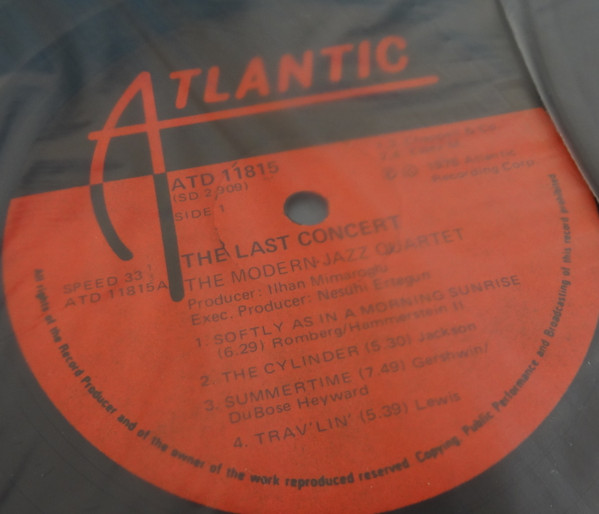 ATLANTIC
ATD 11815
(SD 2.909)
SIDE 1
1976 Atlantic
Recording Corp.
SPEED 33
ATD 11815A
THE LAST CONCERT
THE MODERN JAZZ QUARTET
Producer: Ilhan Mimaroglu
Exec. Producer: Nesuhi Ertegun
1. SOFTLY AS IN A MORNING SUNRISE
(6.29) Romberg/Hammerstein II
2. THE CYLINDER (5.30) Jackson
3. SUMMERTIME (7.49) Gershwin/
DuBose Heyward
4. TRAV'LIN' (5.39) Lewis
All rights of the Record Producer and of the owner of the work reproduced reserved Copying, Public Performance and Broadcasting of this record prohibited